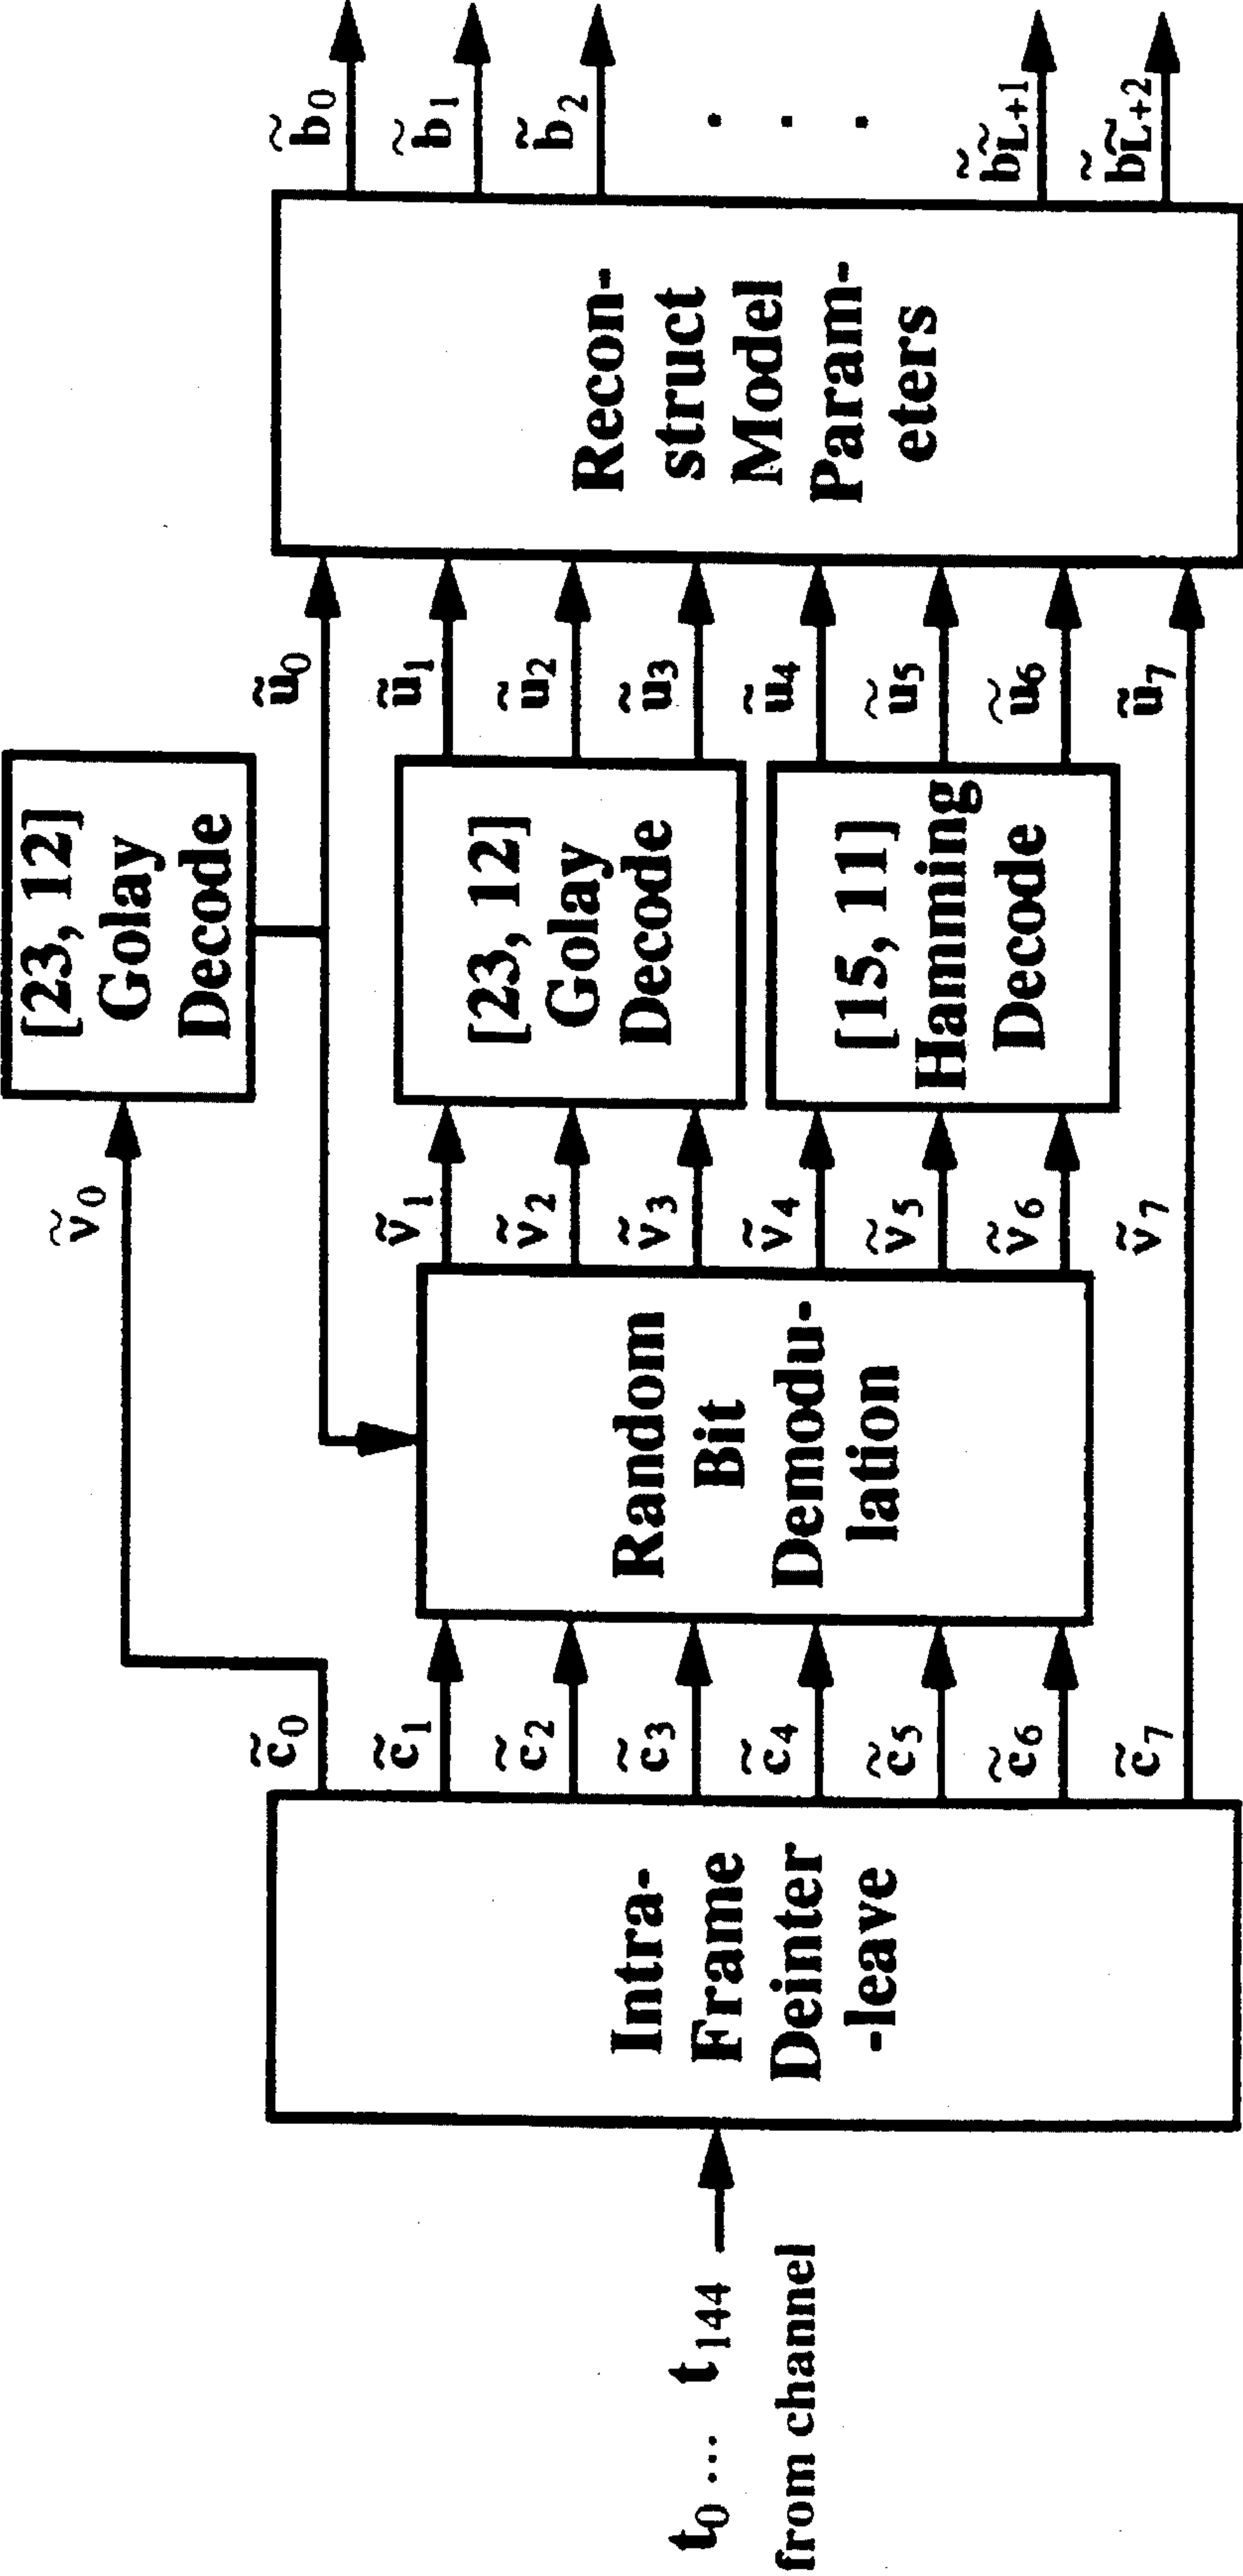 t₀ ... t₁₄₄
from channel
Intra-
Frame
Deinter
-leave
c̃₀
c̃₁
c̃₂
c̃₃
c̃₄
c̃₅
c̃₆
c̃₇
Random
Bit
Demodu-
lation
ṽ₀
ṽ₁
ṽ₂
ṽ₃
ṽ₄
ṽ₅
ṽ₆
ṽ₇
[23, 12]
Golay
Decode
[23, 12]
Golay
Decode
[15, 11]
Hamming
Decode
ũ₀
ũ₁
ũ₂
ũ₃
ũ₄
ũ₅
ũ₆
ũ₇
Recon-
struct
Model
Param-
eters
b̃₀
b̃₁
b̃₂
. . .
b̃_L̃+1
b̃_L̃+2